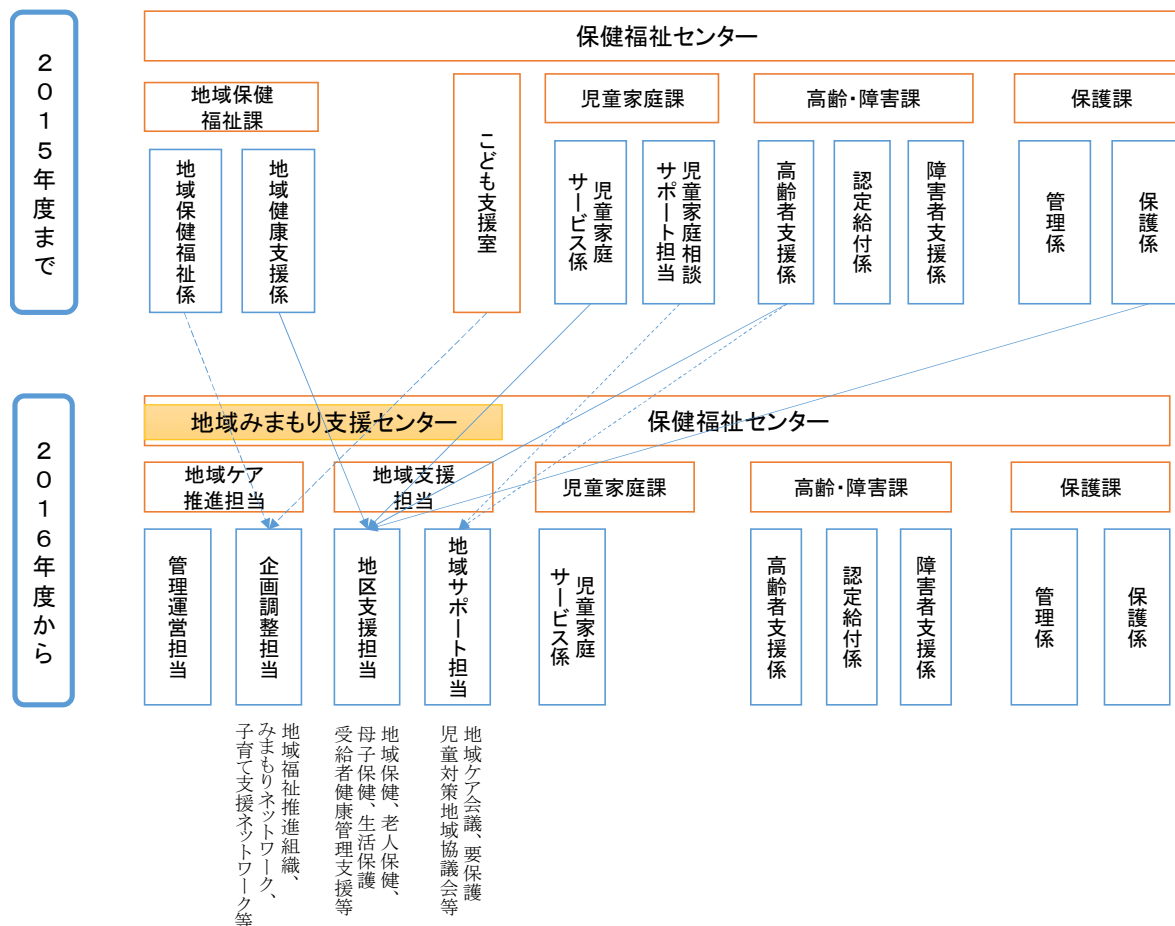 2015年度まで
保健福祉センター
地域保健
福祉課
地域保健福祉係
地域健康支援係
こども支援室
児童家庭課
児童家庭
サービス係
児童家庭相談
サポート担当
高齢・障害課
高齢者支援係
認定給付係
障害者支援係
保護課
管理係
保護係
2016年度から
地域みまもり支援センター
保健福祉センター
地域ケア
推進担当
管理運営担当
企画調整担当
地域支援
担当
地区支援担当
地域サポート担当
児童家庭課
児童家庭
サービス係
高齢・障害課
高齢者支援係
認定給付係
障害者支援係
保護課
管理係
保護係
地域福祉推進組織、
みまもりネットワーク、
子育て支援ネットワーク等
地域保健、老人保健、
母子保健、生活保護
受給者健康管理支援等
地域ケア会議、要保護
児童対策地域協議会等